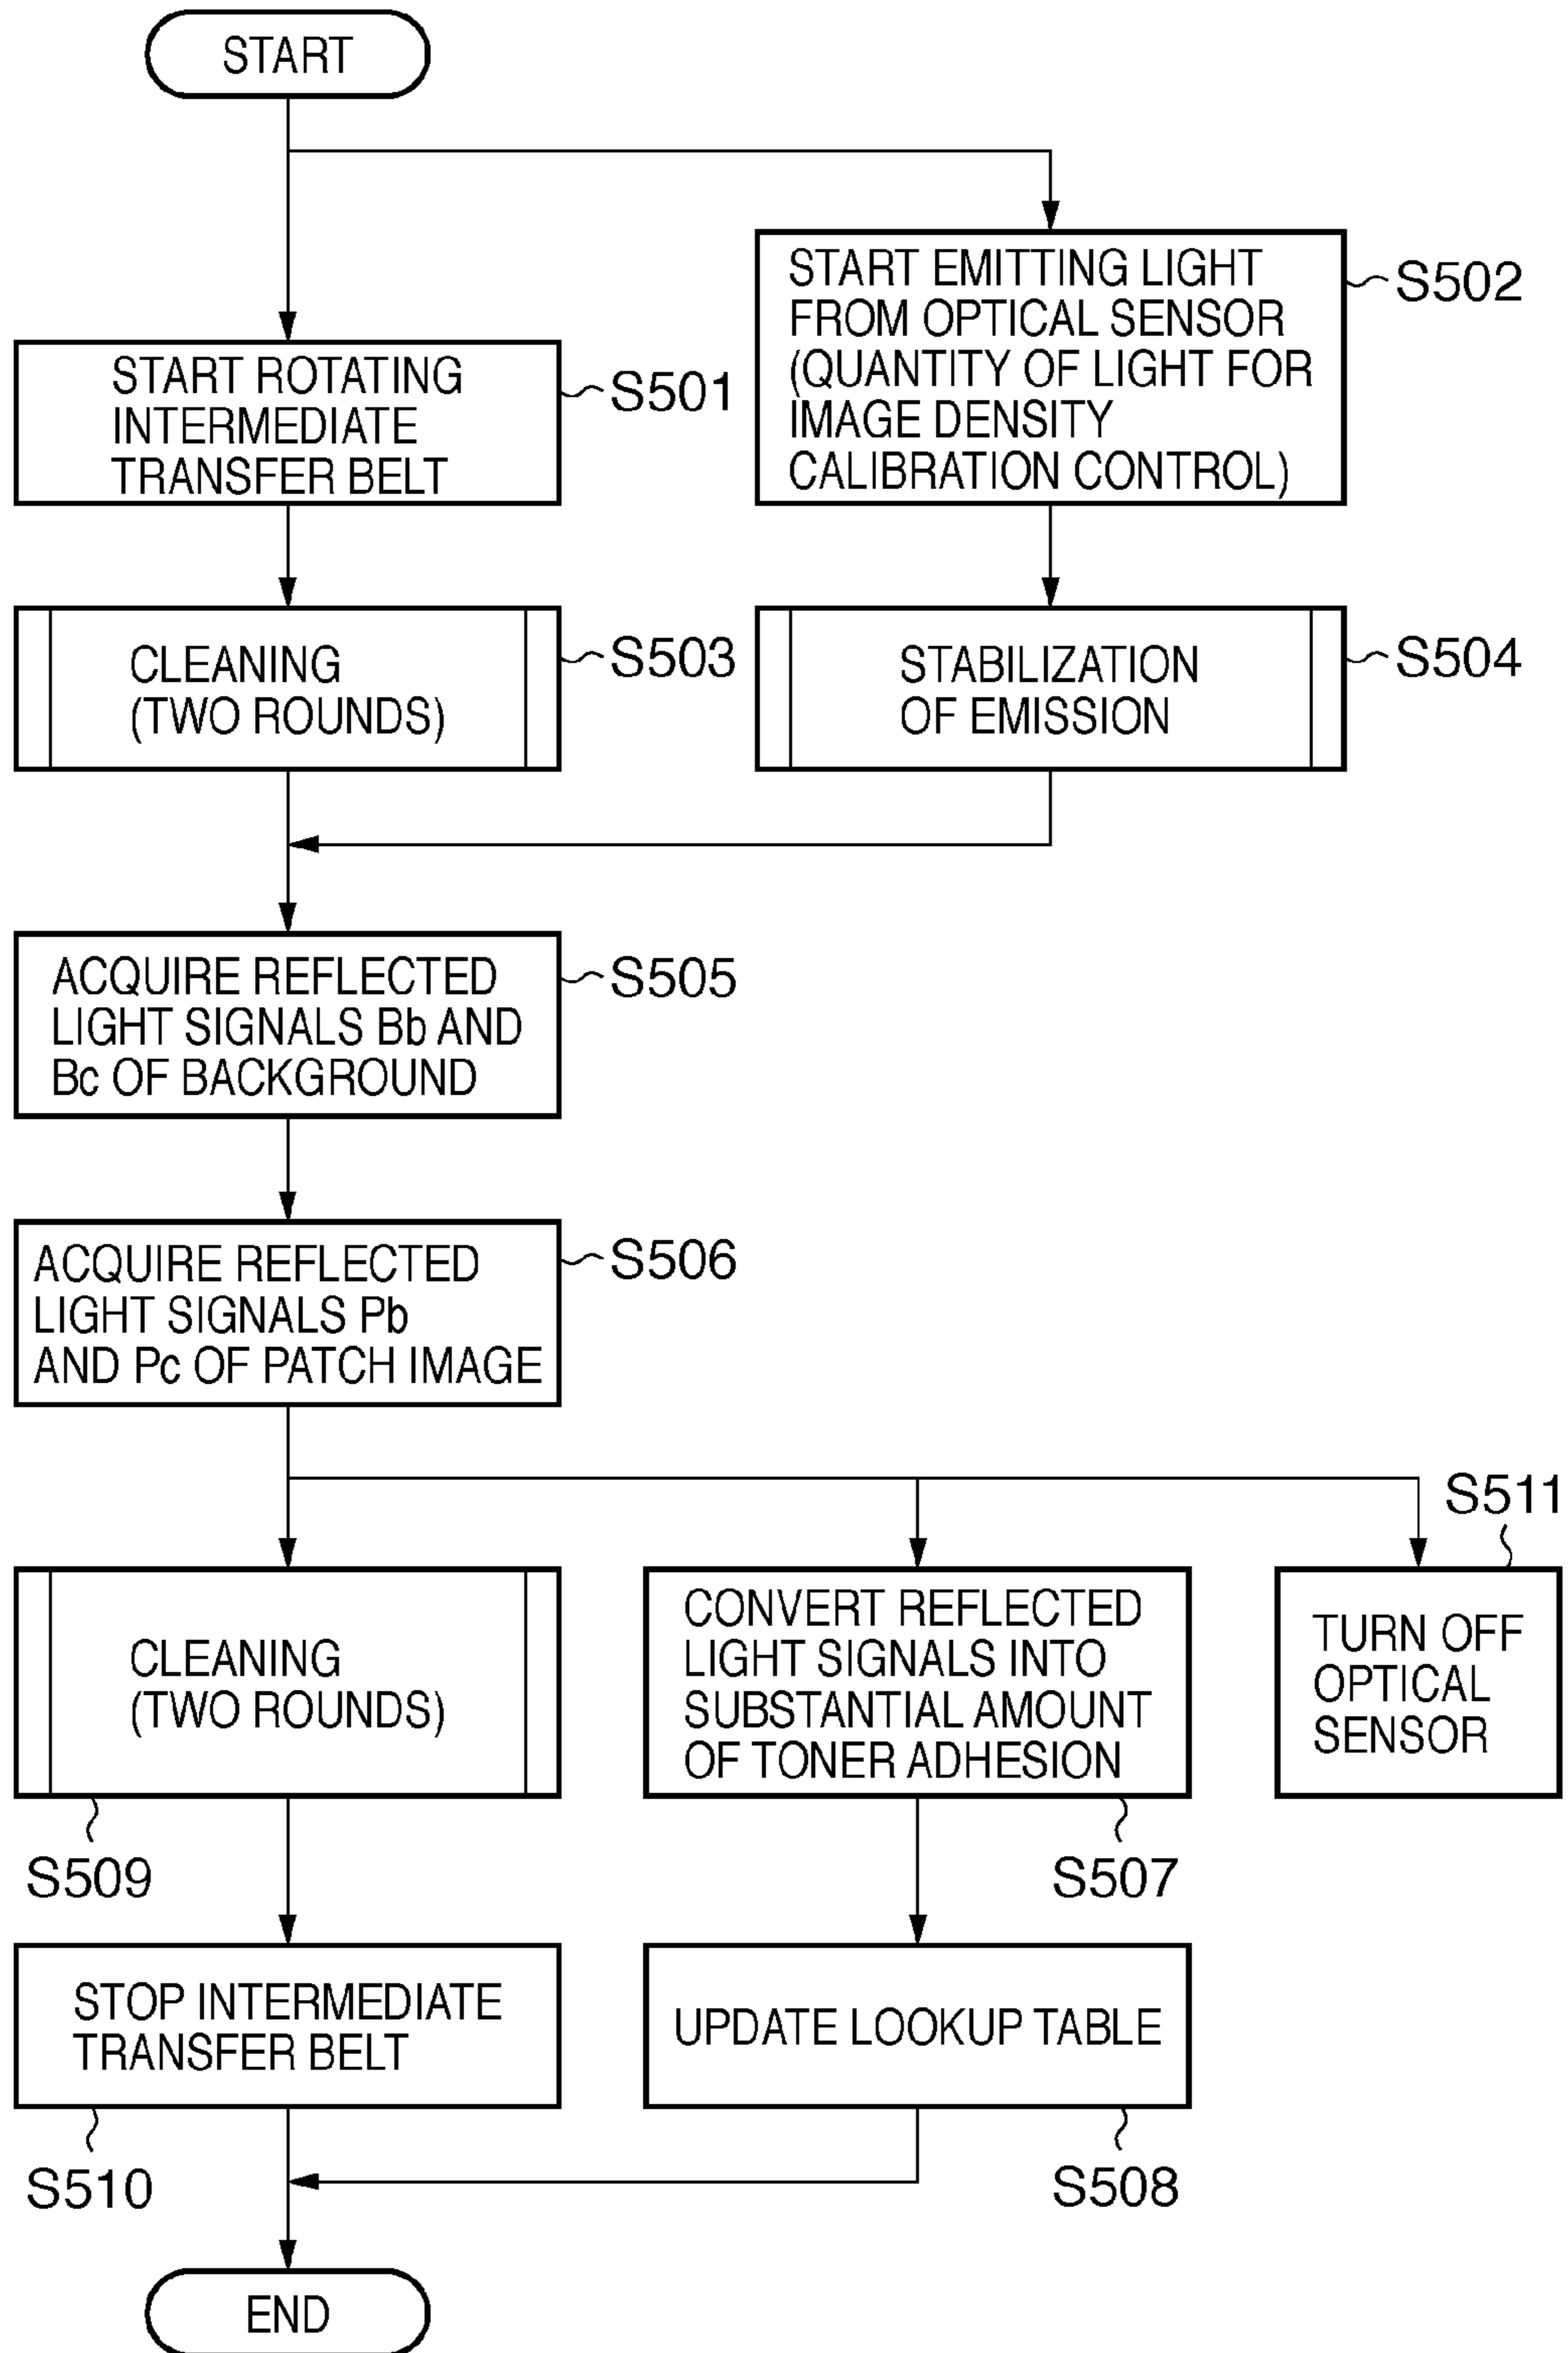 START
START EMITTING LIGHT
FROM OPTICAL SENSOR
(QUANTITY OF LIGHT FOR
IMAGE DENSITY
CALIBRATION CONTROL)
S502
START ROTATING
INTERMEDIATE
TRANSFER BELT
S501
CLEANING
(TWO ROUNDS)
S503
STABILIZATION
OF EMISSION
S504
ACQUIRE REFLECTED
LIGHT SIGNALS Bb AND
Bc OF BACKGROUND
S505
ACQUIRE REFLECTED
LIGHT SIGNALS Pb
AND Pc OF PATCH IMAGE
S506
CLEANING
(TWO ROUNDS)
S509
CONVERT REFLECTED
LIGHT SIGNALS INTO
SUBSTANTIAL AMOUNT
OF TONER ADHESION
S507
S511
TURN OFF
OPTICAL
SENSOR
STOP INTERMEDIATE
TRANSFER BELT
S510
UPDATE LOOKUP TABLE
S508
END